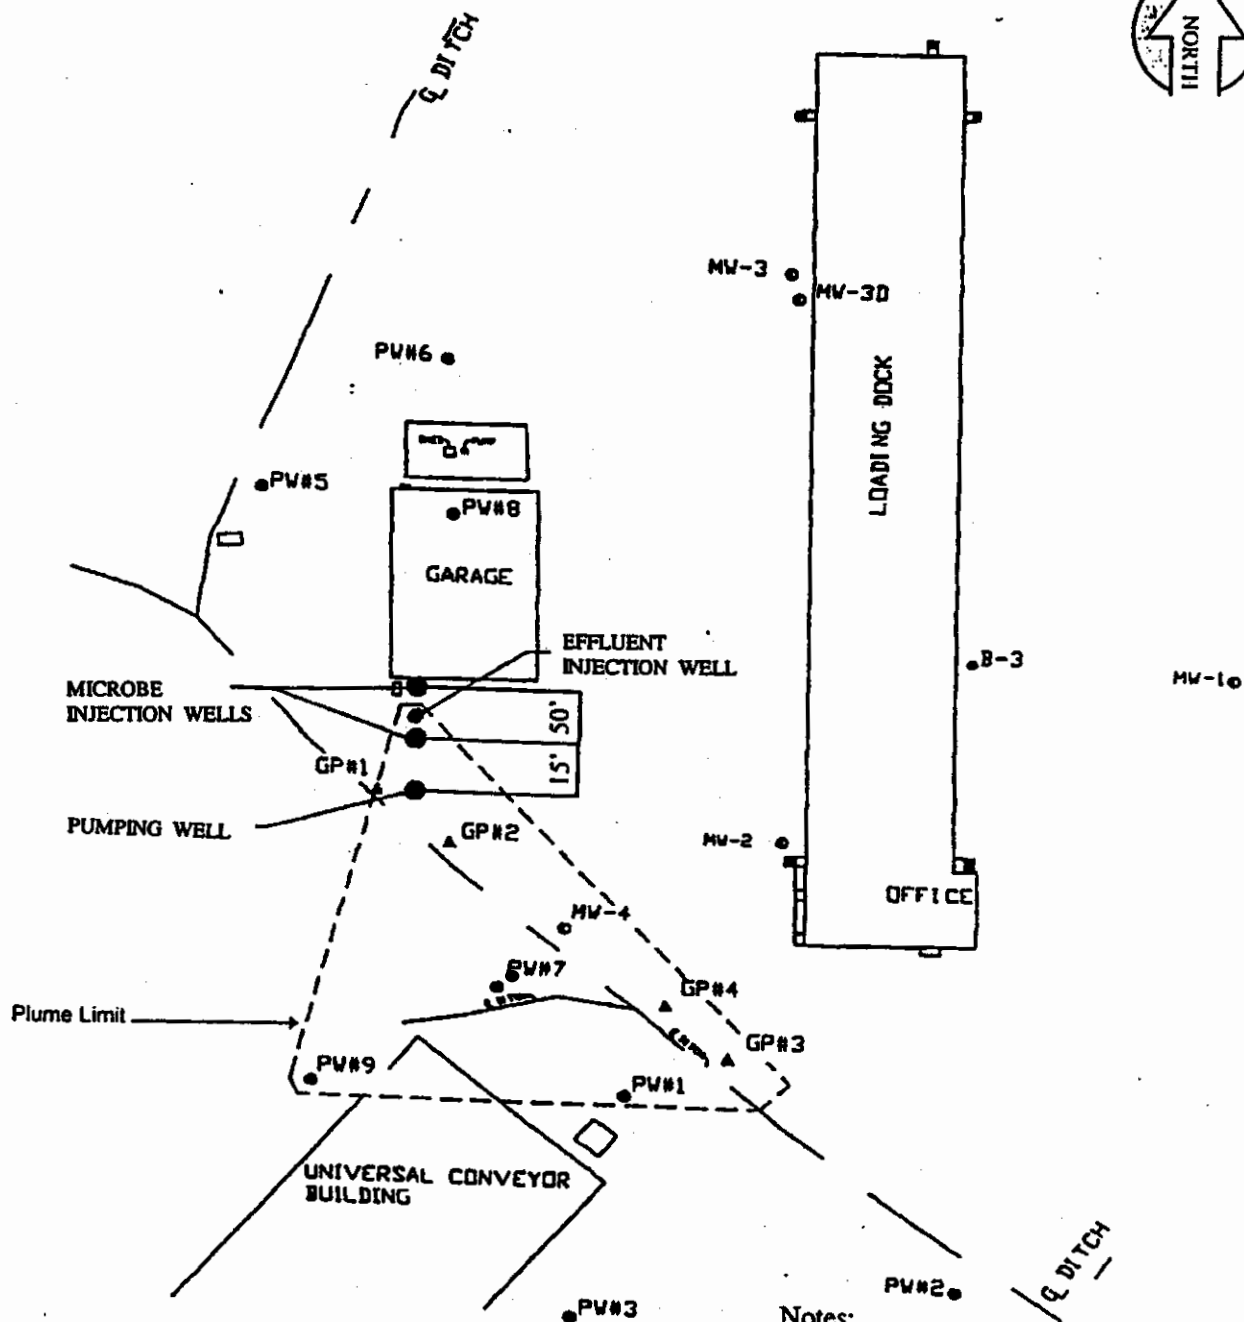 ℄ DITCH
NORTH
MW-3
MW-3D
PW#6
LOADING DOCK
PUMP
PW#5
PW#8
GARAGE
EFFLUENT
INJECTION WELL
B-3
MW-1
MICROBE
INJECTION WELLS
50'
15'
GP#1
PUMPING WELL
GP#2
MW-2
OFFICE
MW-4
PW#7
GP#4
Plume Limit
GP#3
PW#9
PW#1
UNIVERSAL CONVEYOR
BUILDING
℄ DITCH
PW#2
PW#3
Notes: